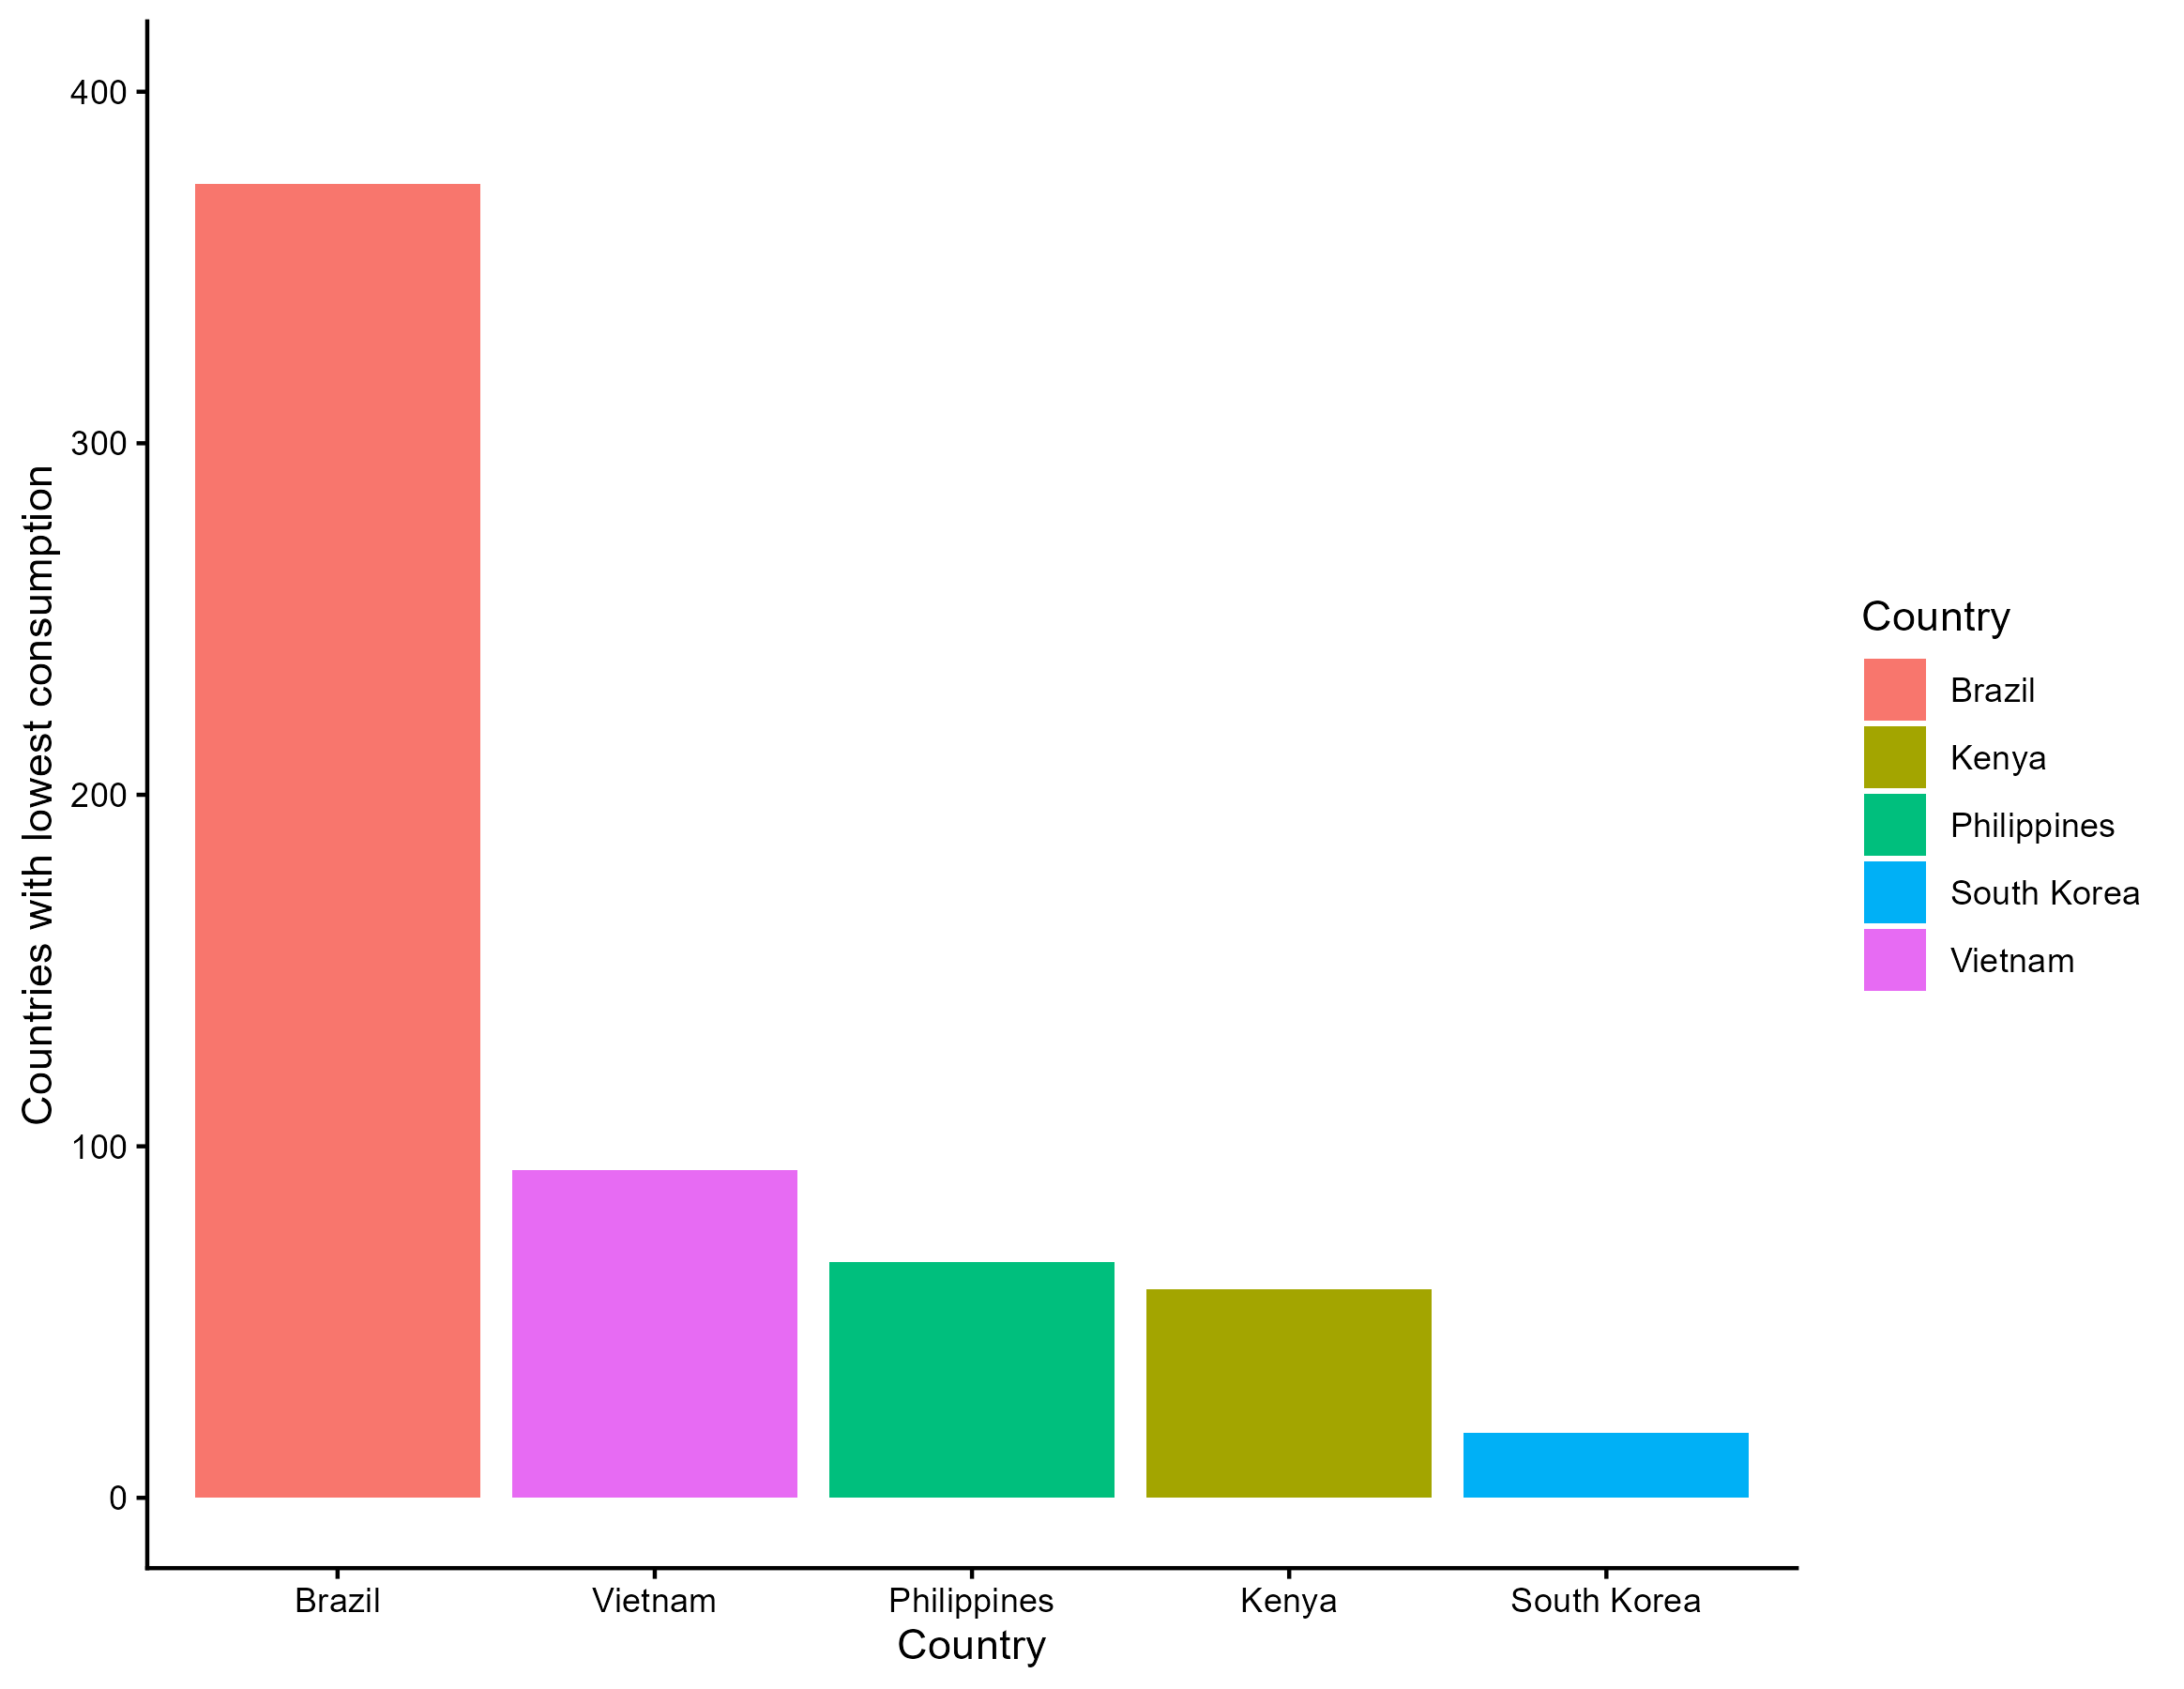 Countries with lowest consumption
400
300
200
100
0
Brazil
Vietnam
Philippines
Kenya
South Korea
Country
Country
Brazil
Kenya
Philippines
South Korea
Vietnam